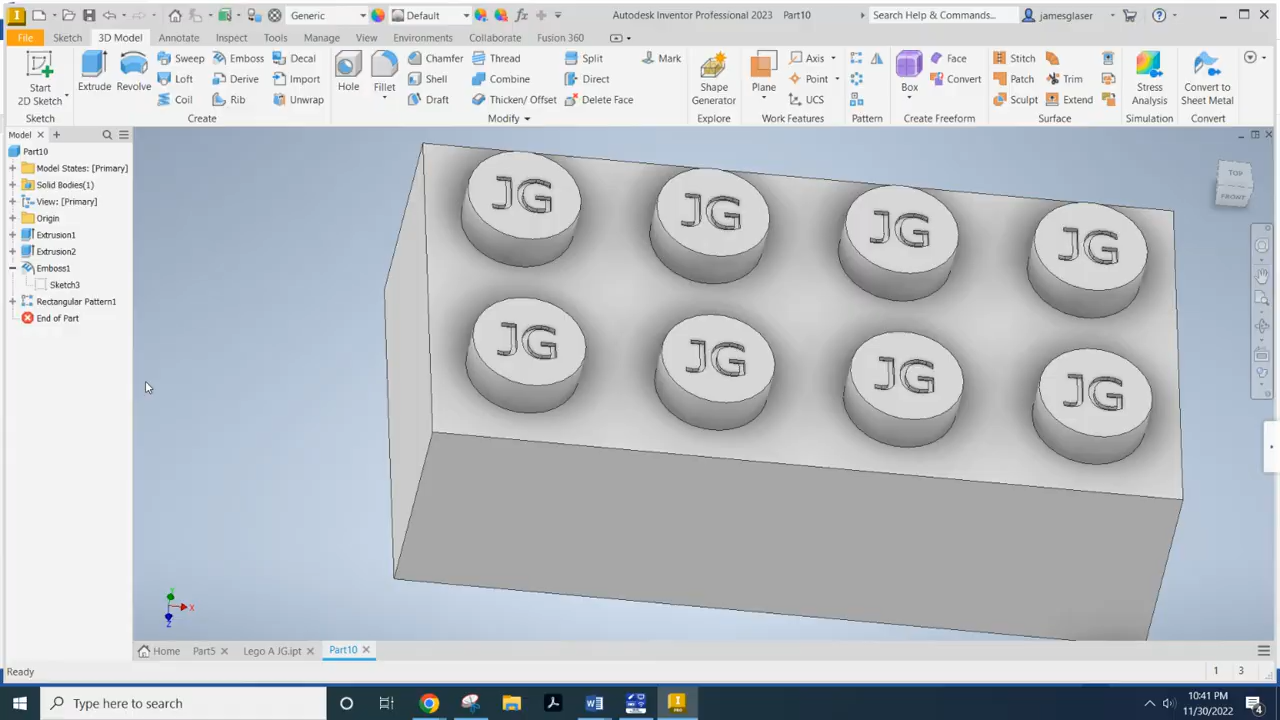 Generic
Default
Autodesk Inventor Professional 2023 Part10
Search Help & Commands...
jamesglaser
File Sketch 3D Model Annotate Inspect Tools Manage View Environments Collaborate Fusion 360
Start
2D Sketch
Extrude
Revolve
Sweep
Loft
Coil
Emboss
Derive
Rib
Decal
Import
Unwrap
Hole
Fillet
Chamfer
Shell
Draft
Thread
Combine
Thicken/ Offset
Split
Direct
Delete Face
Mark
Shape
Generator
Plane
Axis
Point
UCS
Box
Face
Convert
Stitch
Patch
Sculpt
Trim
Extend
Stress
Analysis
Convert to
Sheet Metal
Sketch Create Modify Explore Work Features Pattern Create Freeform Surface Simulation Convert
Model
Part10
Model States: [Primary]
Solid Bodies(1)
View: [Primary]
Origin
Extrusion1
Extrusion2
Emboss1
Sketch3
Rectangular Pattern1
End of Part
JG JG JG JG
JG JG JG JG
TOP
FRONT
Y
X
Z
Home Part5 Lego A JG.ipt Part10
Ready 1 3
Type here to search
PRO
10:41 PM
11/30/2022
4